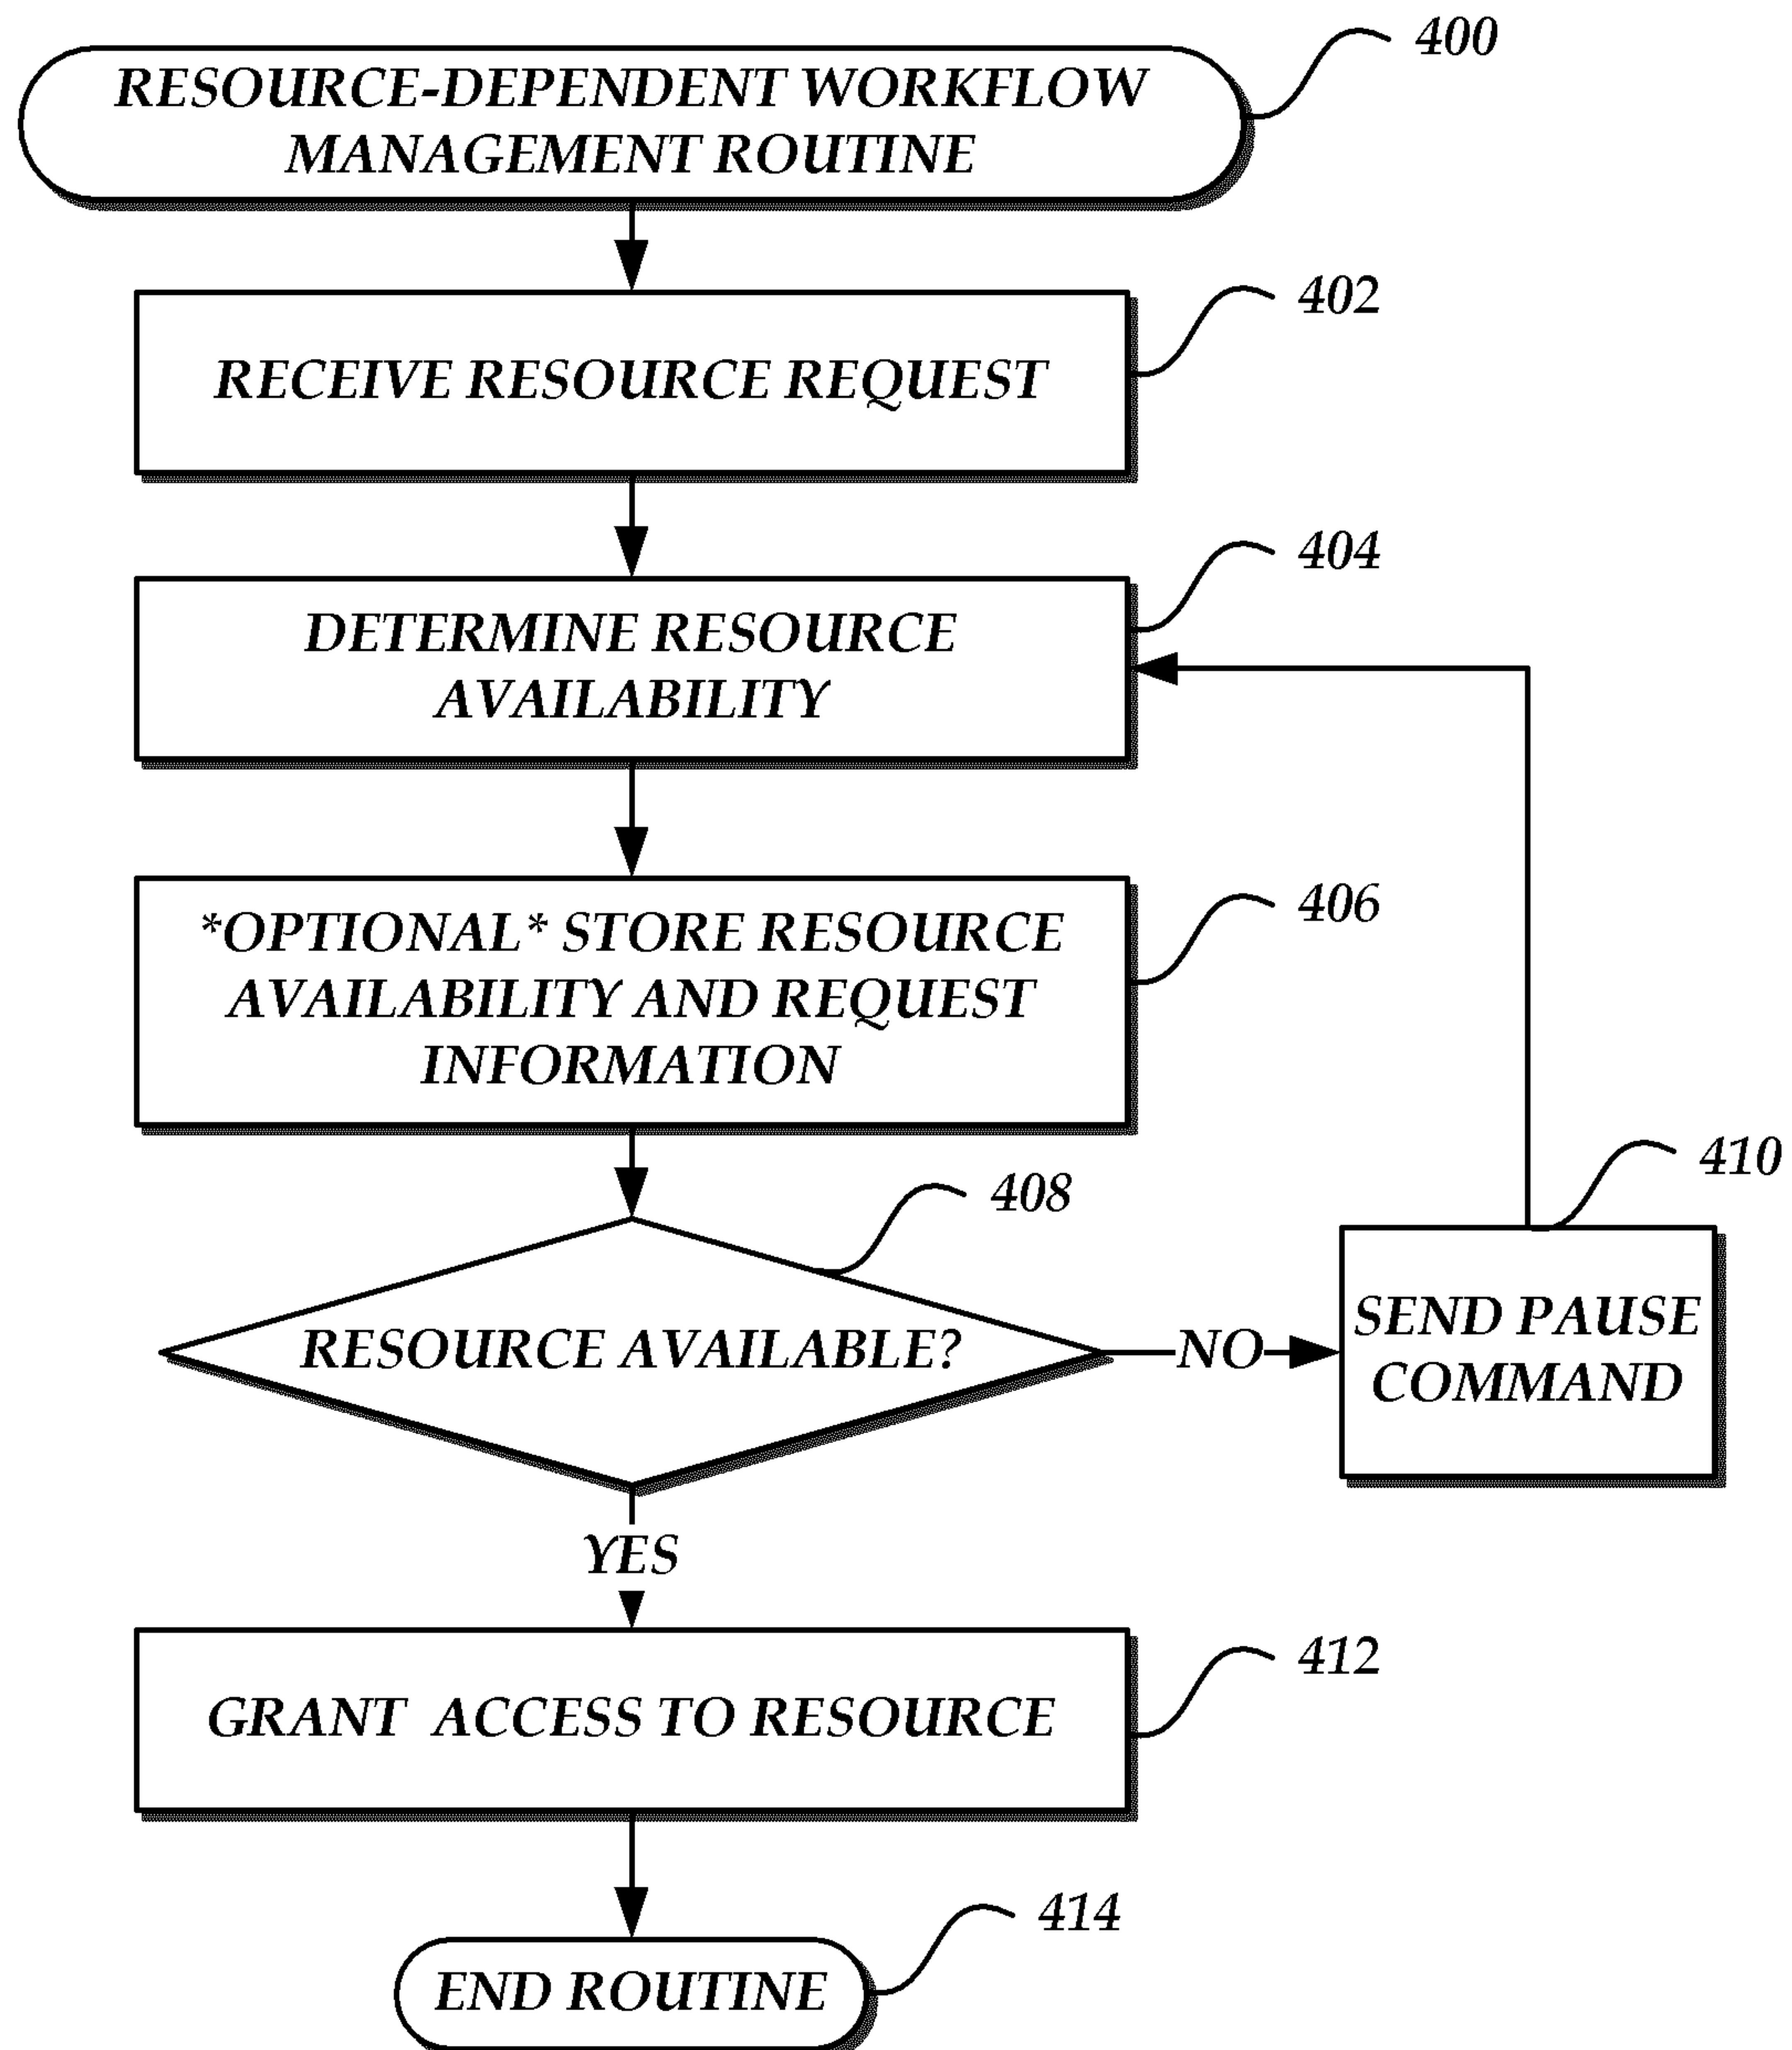 400
RESOURCE-DEPENDENT WORKFLOW
MANAGEMENT ROUTINE
402
RECEIVE RESOURCE REQUEST
404
DETERMINE RESOURCE
AVAILABILITY
406
*OPTIONAL* STORE RESOURCE
AVAILABILITY AND REQUEST
INFORMATION
408
RESOURCE AVAILABLE?
NO
410
SEND PAUSE
COMMAND
YES
412
GRANT ACCESS TO RESOURCE
414
END ROUTINE